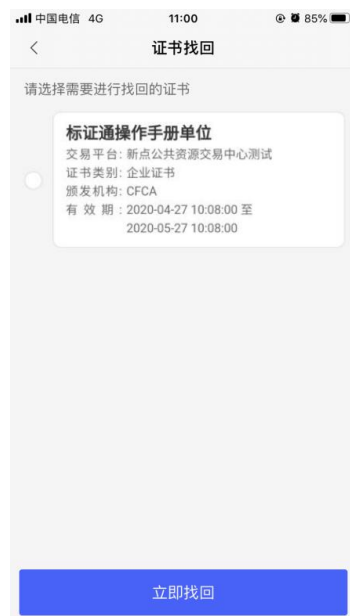 中国电信 4G 11:00 85%
证书找回
请选择需要进行找回的证书
标证通操作手册单位
交易平台: 新点公共资源交易中心测试
证书类别: 企业证书
颁发机构: CFCA
有 效 期 : 2020-04-27 10:08:00 至
2020-05-27 10:08:00
立即找回